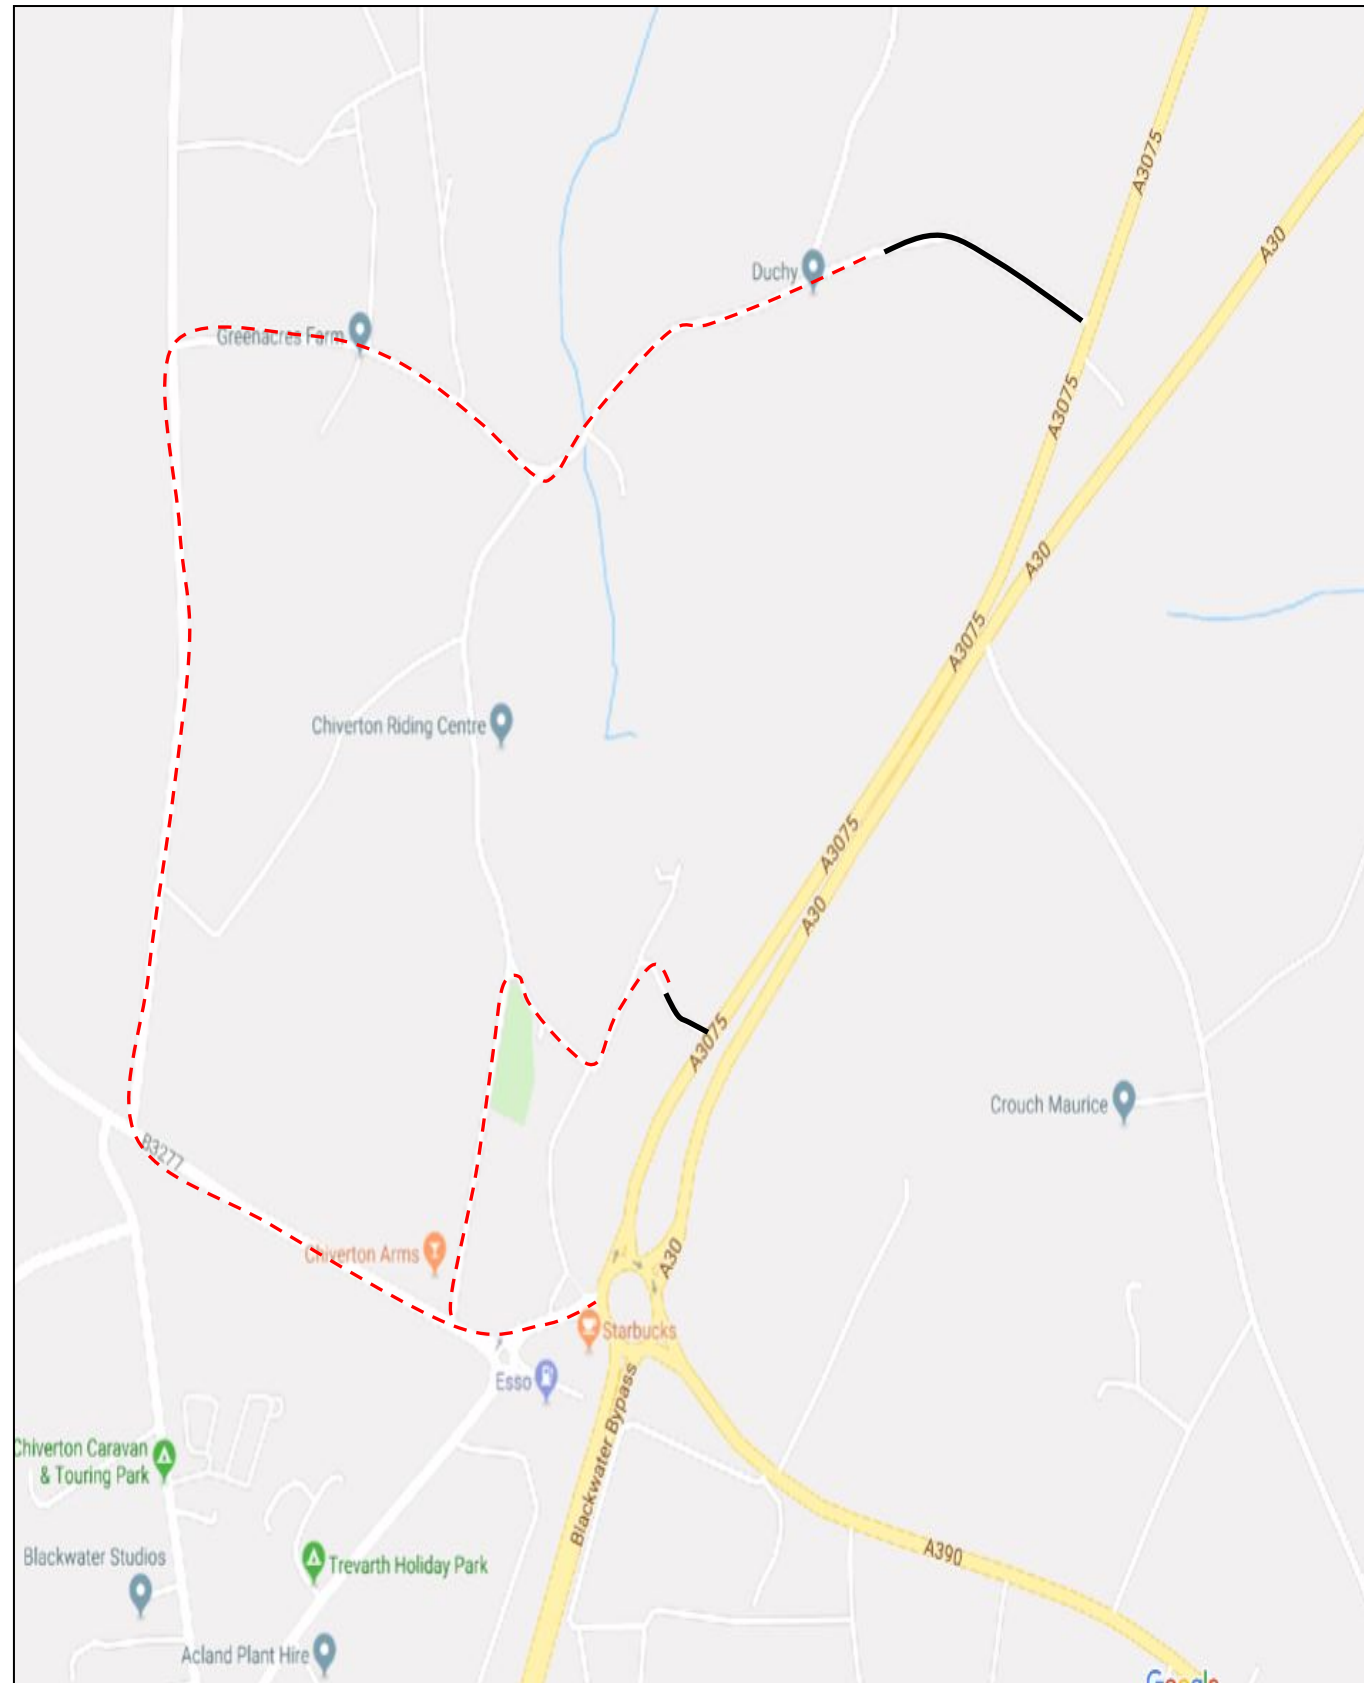 A3075
A30
Duchy
Greenacres Farm
A3075
A30
A3075
Chiverton Riding Centre
A3075
A30
A3075
Crouch Maurice
B3277
Chiverton Arms
A30
Starbucks
Esso
Blackwater Bypass
Chiverton Caravan
& Touring Park
A390
Blackwater Studios
Trevarth Holiday Park
Acland Plant Hire
Google